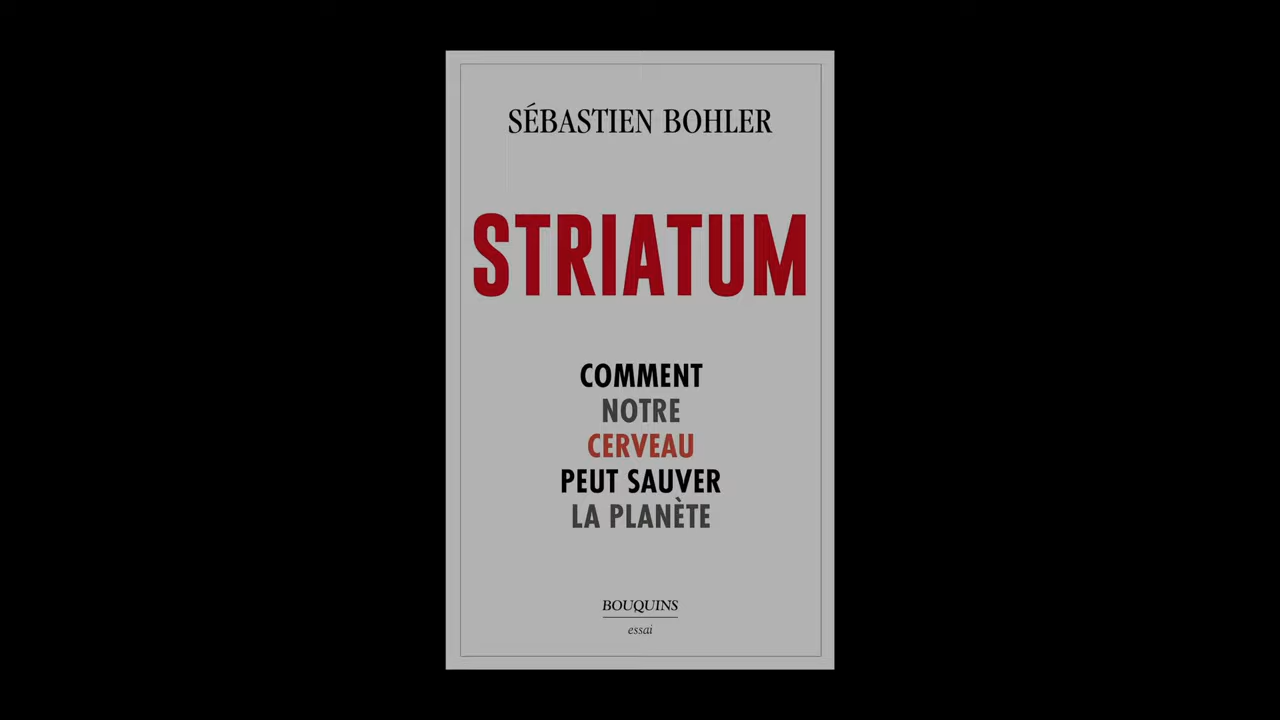 SÉBASTIEN BOHLER
STRIATUM
COMMENT
NOTRE
CERVEAU
PEUT SAUVER
LA PLANÈTE
BOUQUINS
essai